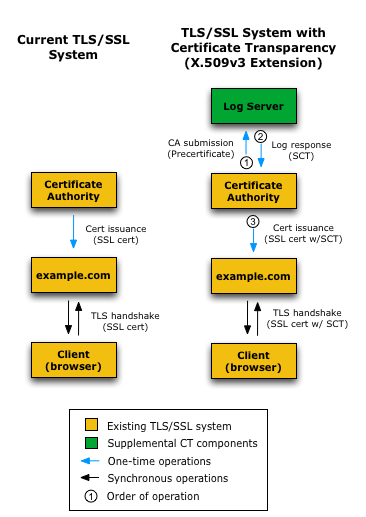 Current TLS/SSL
System
TLS/SSL System with
Certificate Transparency
(X.509v3 Extension)
Log Server
CA submission
(Precertificate)
1
2
Log response
(SCT)
Certificate
Authority
Certificate
Authority
Cert issuance
(SSL cert)
3
Cert issuance
(SSL cert w/SCT)
example.com
example.com
TLS handshake
(SSL cert)
TLS handshake
(SSL cert w/ SCT)
Client
(browser)
Client
(browser)
Existing TLS/SSL system
Supplemental CT components
One-time operations
Synchronous operations
1 Order of operation